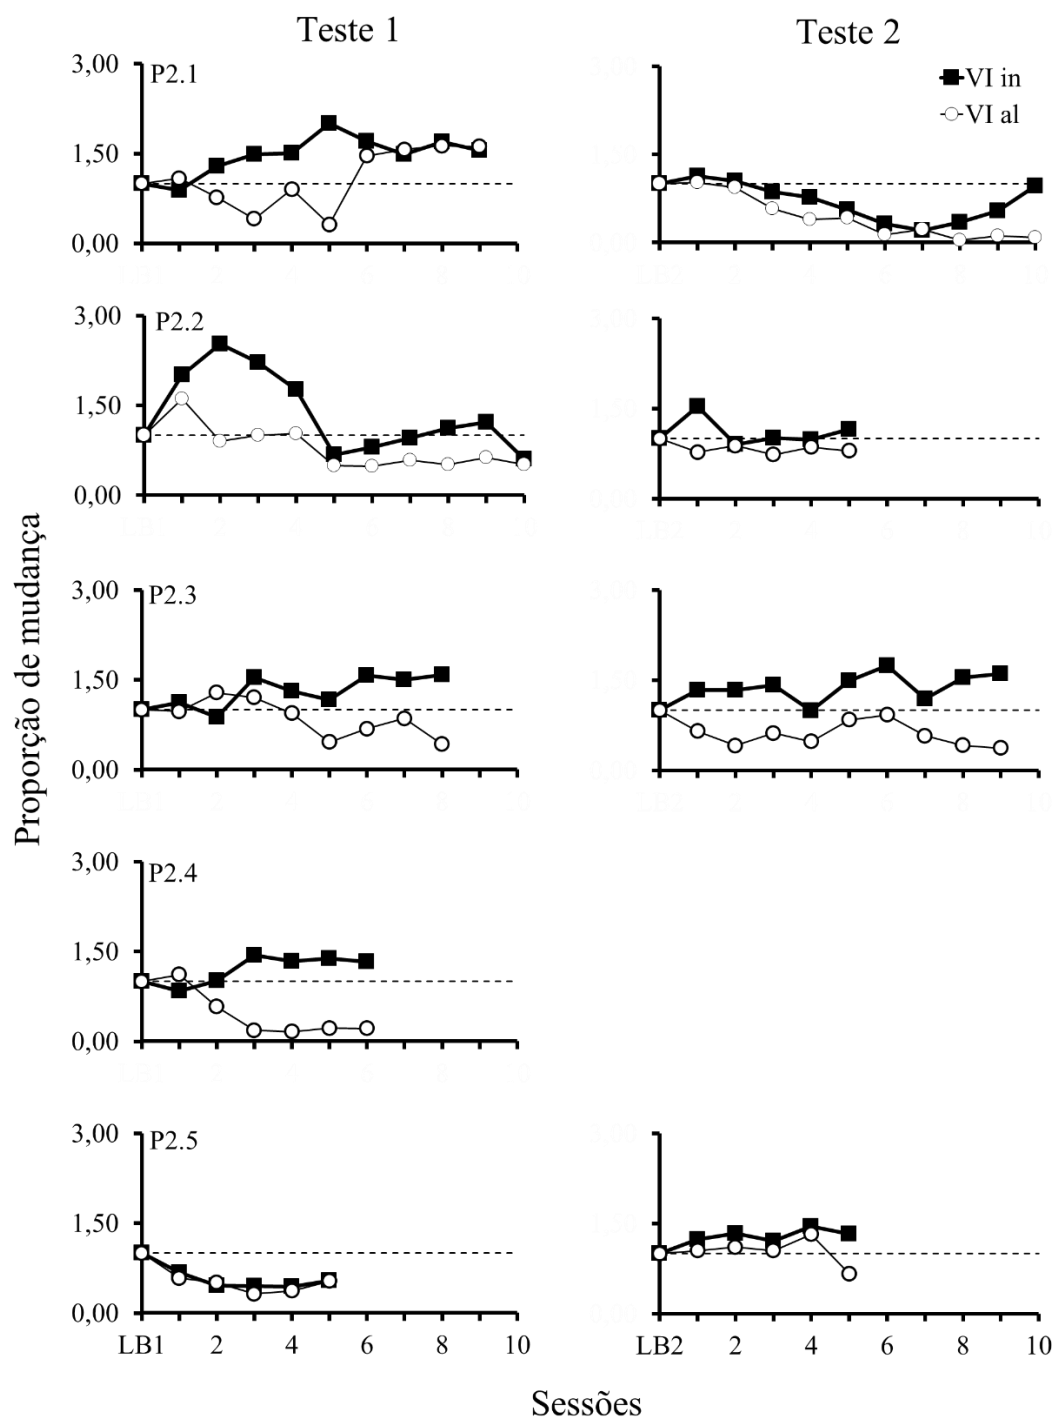 Teste 1
Teste 2
3,00
P2.1
1,50
0,00
VI in
VI al
3,00
P2.2
1,50
0,00
Proporção de mudança
3,00
P2.3
1,50
0,00
3,00
P2.4
1,50
0,00
3,00
P2.5
1,50
0,00
LB1 2 4 6 8 10
LB2 2 4 6 8 10
Sessões